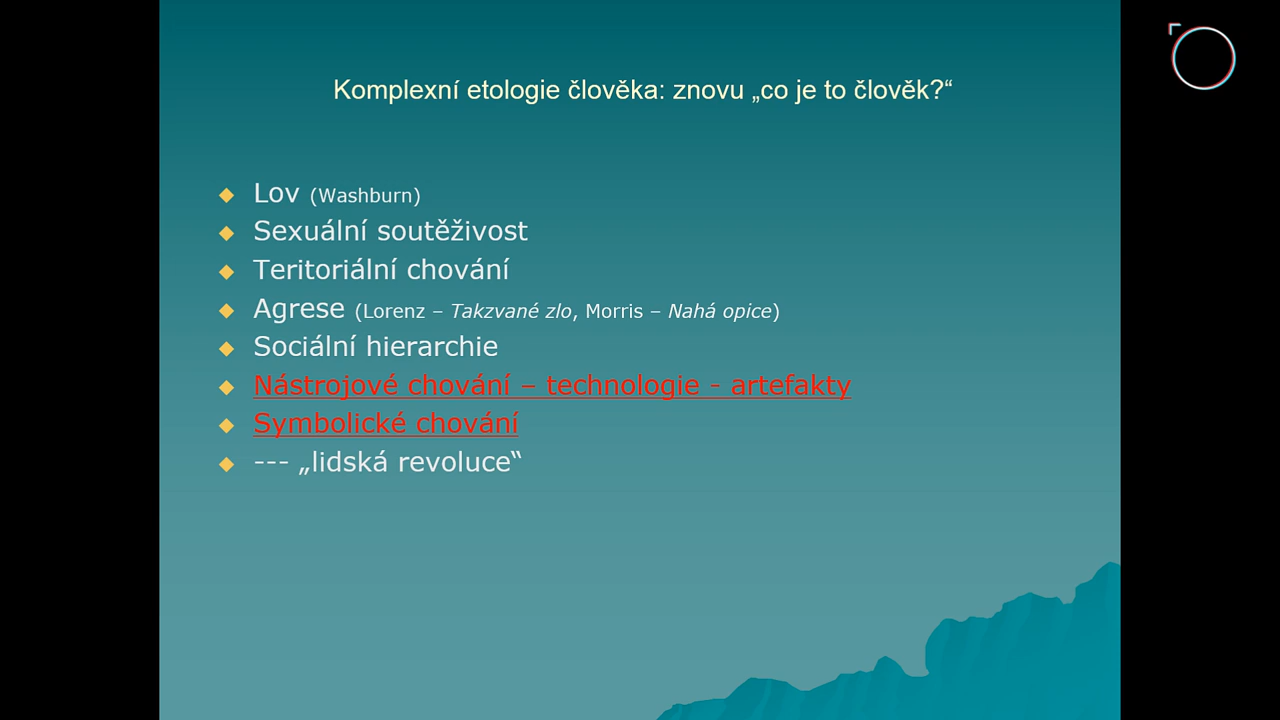 Komplexní etologie člověka: znovu „co je to člověk?“
Lov (Washburn)
Sexuální soutěživost
Teritoriální chování
Agrese (Lorenz – Takzvané zlo, Morris – Nahá opice)
Sociální hierarchie
Nástrojové chování – technologie - artefakty
Symbolické chování
--- „lidská revoluce“